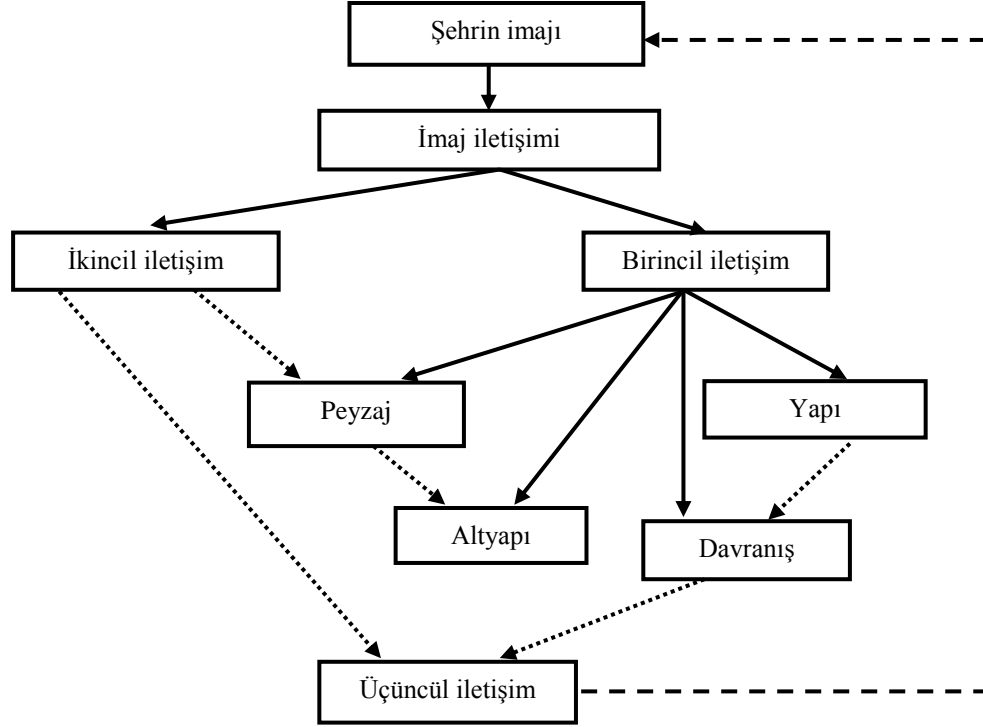 Şehrin imajı
İmaj iletişimi
İkincil iletişim
Birincil iletişim
Peyzaj
Yapı
Altyapı
Davranış
Üçüncül iletişim